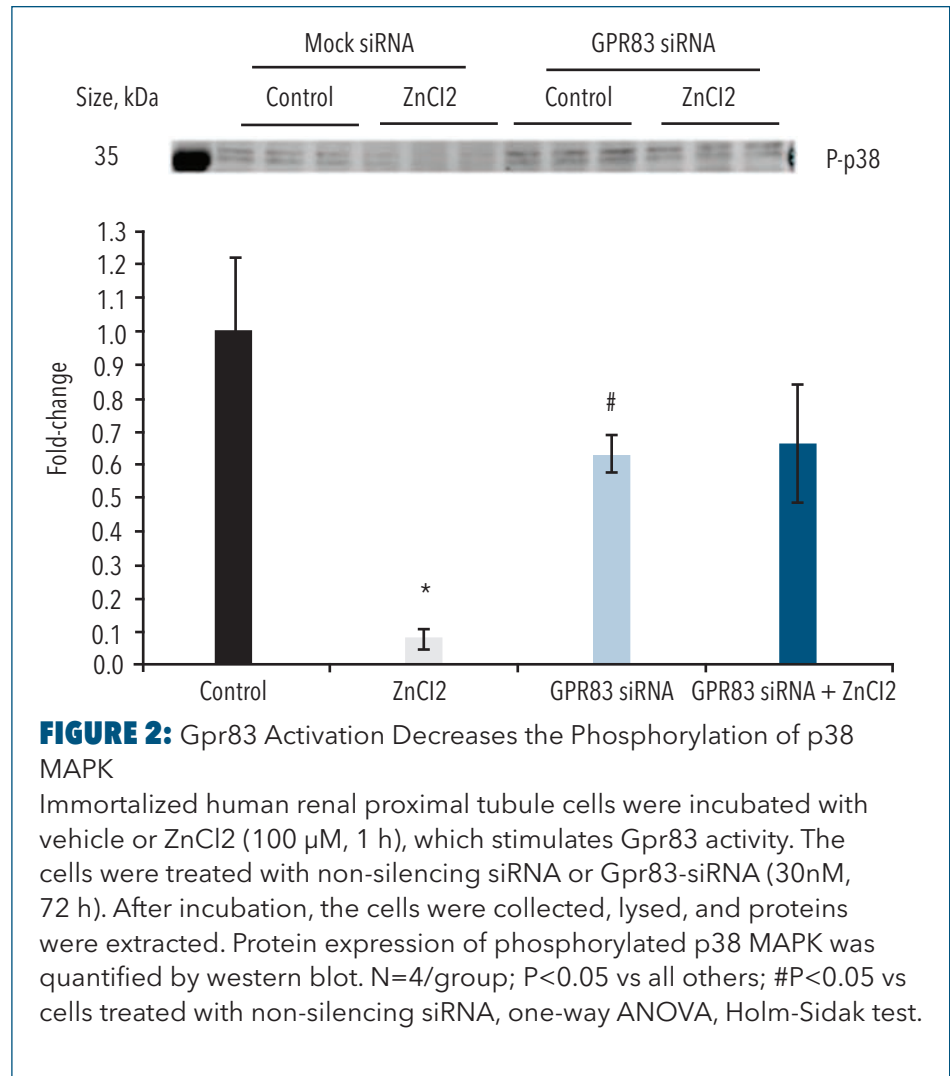 Mock siRNA GPR83 siRNA
Size, kDa Control ZnCl2 Control ZnCl2
35 P-p38
1.3
1.2
1.1
1.0
0.9
0.8
0.7
0.6
0.5
0.4
0.3
0.2
0.1
0.0
Fold-change
*
#
Control ZnCl2 GPR83 siRNA GPR83 siRNA + ZnCl2
FIGURE 2: Gpr83 Activation Decreases the Phosphorylation of p38
MAPK
Immortalized human renal proximal tubule cells were incubated with
vehicle or ZnCl2 (100 µM, 1 h), which stimulates Gpr83 activity. The
cells were treated with non-silencing siRNA or Gpr83-siRNA (30nM,
72 h). After incubation, the cells were collected, lysed, and proteins
were extracted. Protein expression of phosphorylated p38 MAPK was
quantified by western blot. N=4/group; P<0.05 vs all others; #P<0.05 vs
cells treated with non-silencing siRNA, one-way ANOVA, Holm-Sidak test.